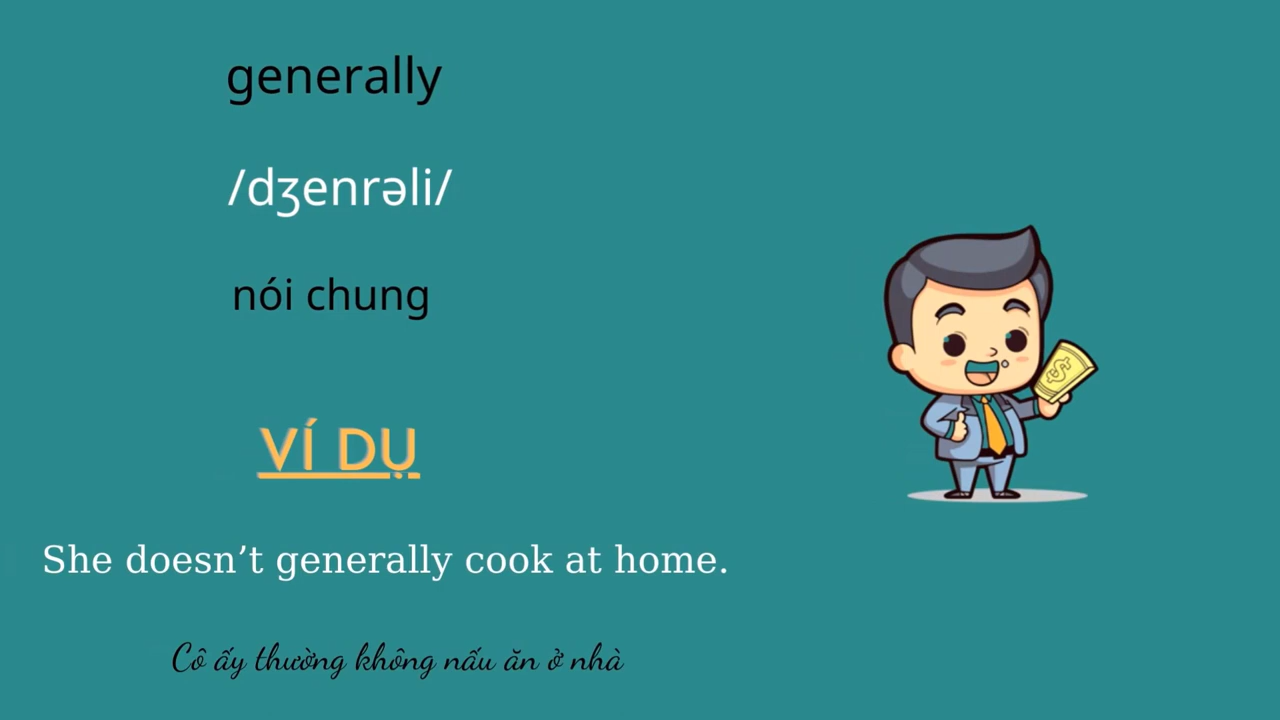 generally
/dʒenrəli/
nói chung
VÍ DỤ
She doesn’t generally cook at home.
Cô ấy thường không nấu ăn ở nhà